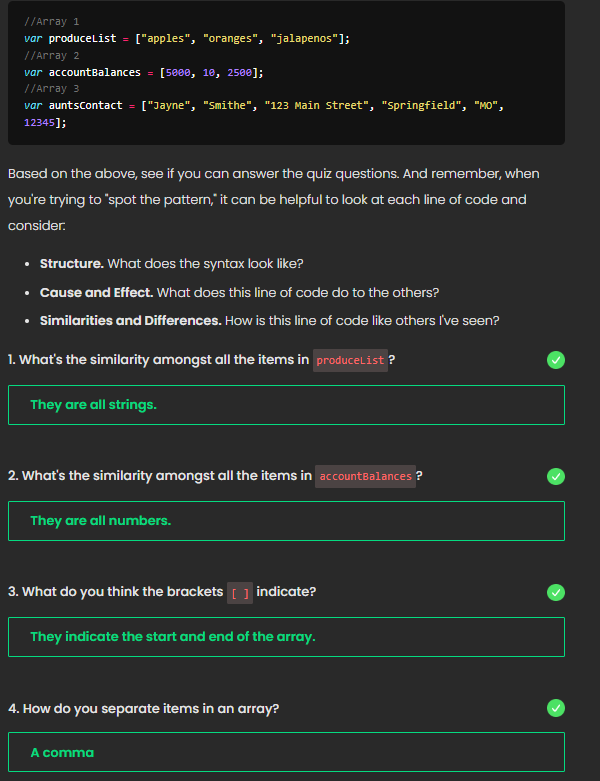 //Array 1
var produceList = ["apples", "oranges", "jalapenos"];
//Array 2
var accountBalances = [5000, 10, 2500];
//Array 3
var auntsContact = ["Jayne", "Smithe", "123 Main Street", "Springfield", "MO",
12345];
Based on the above, see if you can answer the quiz questions. And remember, when
you're trying to "spot the pattern," it can be helpful to look at each line of code and
consider:
• Structure. What does the syntax look like?
• Cause and Effect. What does this line of code do to the others?
• Similarities and Differences. How is this line of code like others I've seen?
1. What's the similarity amongst all the items in produceList?
They are all strings.
2. What's the similarity amongst all the items in accountBalances?
They are all numbers.
3. What do you think the brackets [ ] indicate?
They indicate the start and end of the array.
4. How do you separate items in an array?
A comma